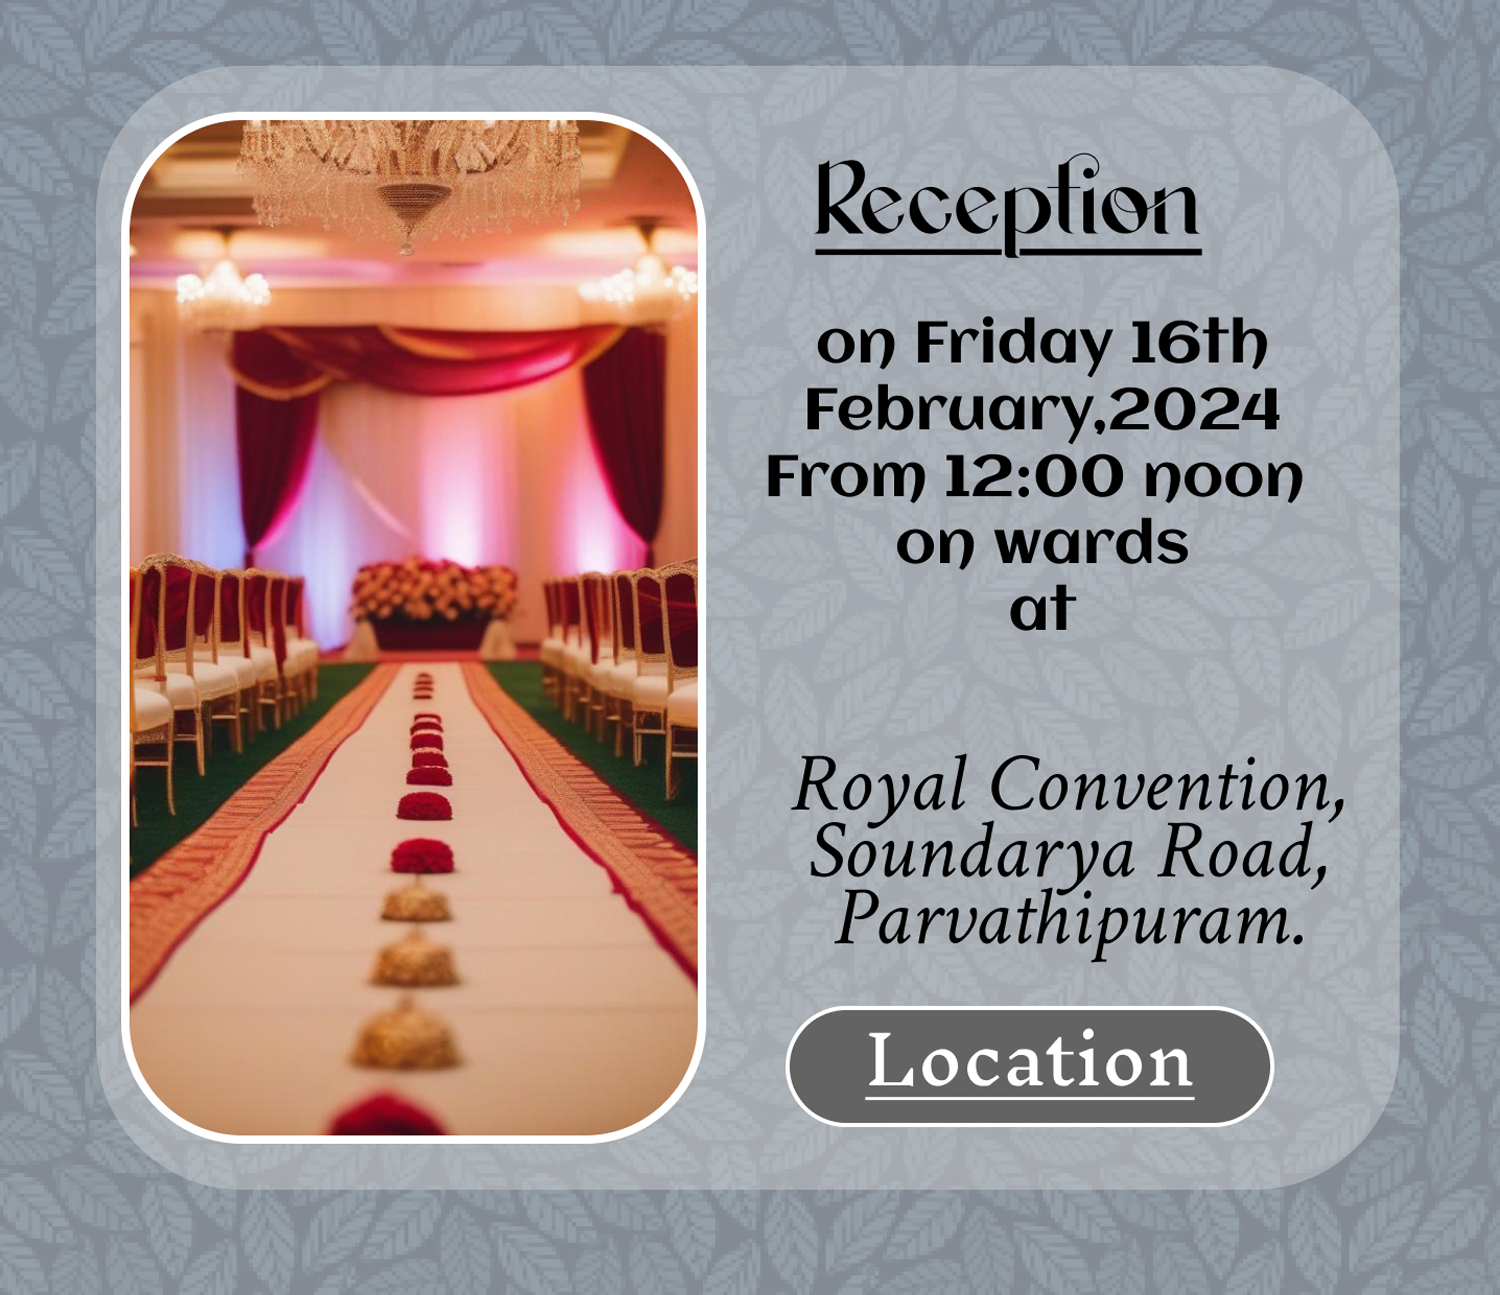 Reception
on Friday 16th
February,2024
From 12:00 noon
on wards
at
Royal Convention,
Soundarya Road,
Parvathipuram.
Location